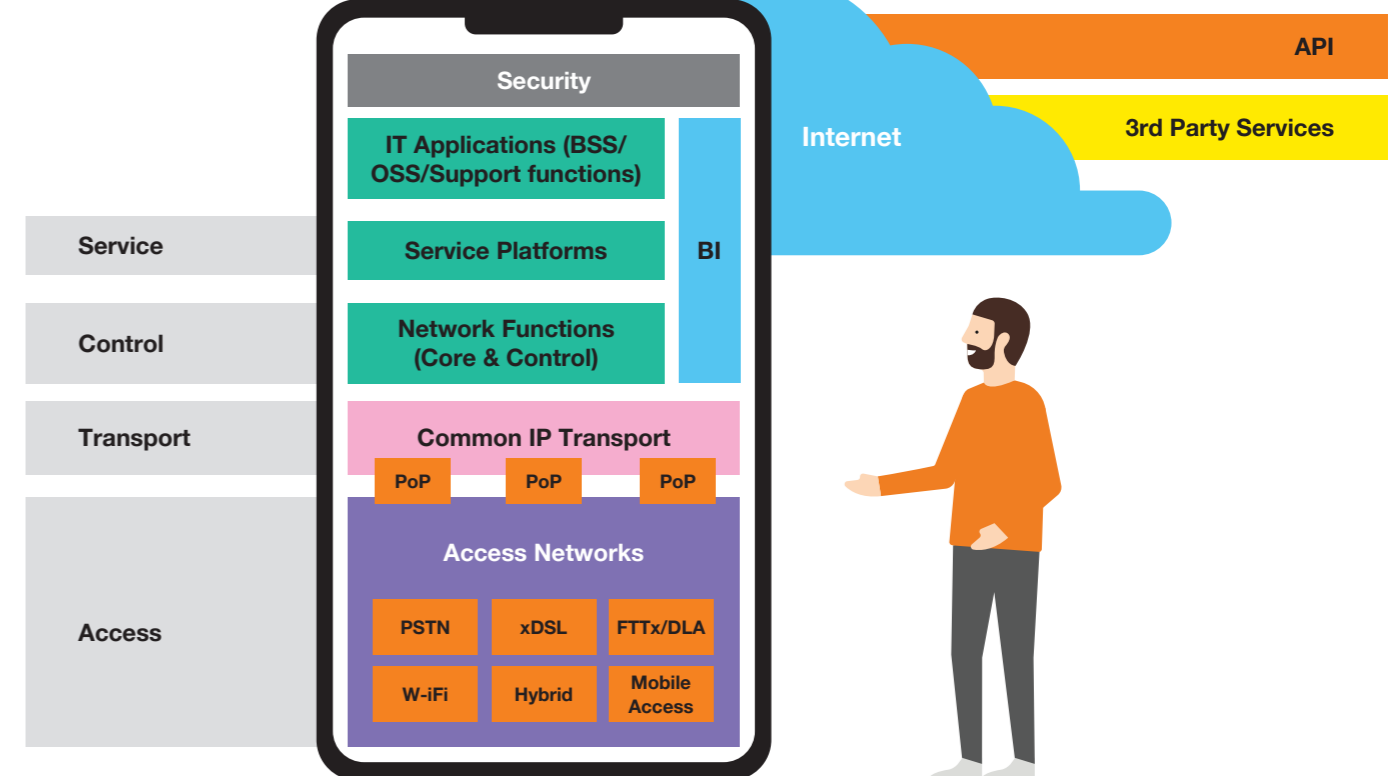 API
Security
3rd Party Services
Internet
IT Applications (BSS/
OSS/Support functions)
Service
Service Platforms
BI
Control
Network Functions
(Core & Control)
Transport
Common IP Transport
PoP
PoP
PoP
Access Networks
Access
PSTN
xDSL
FTTx/DLA
W-iFi
Hybrid
Mobile
Access